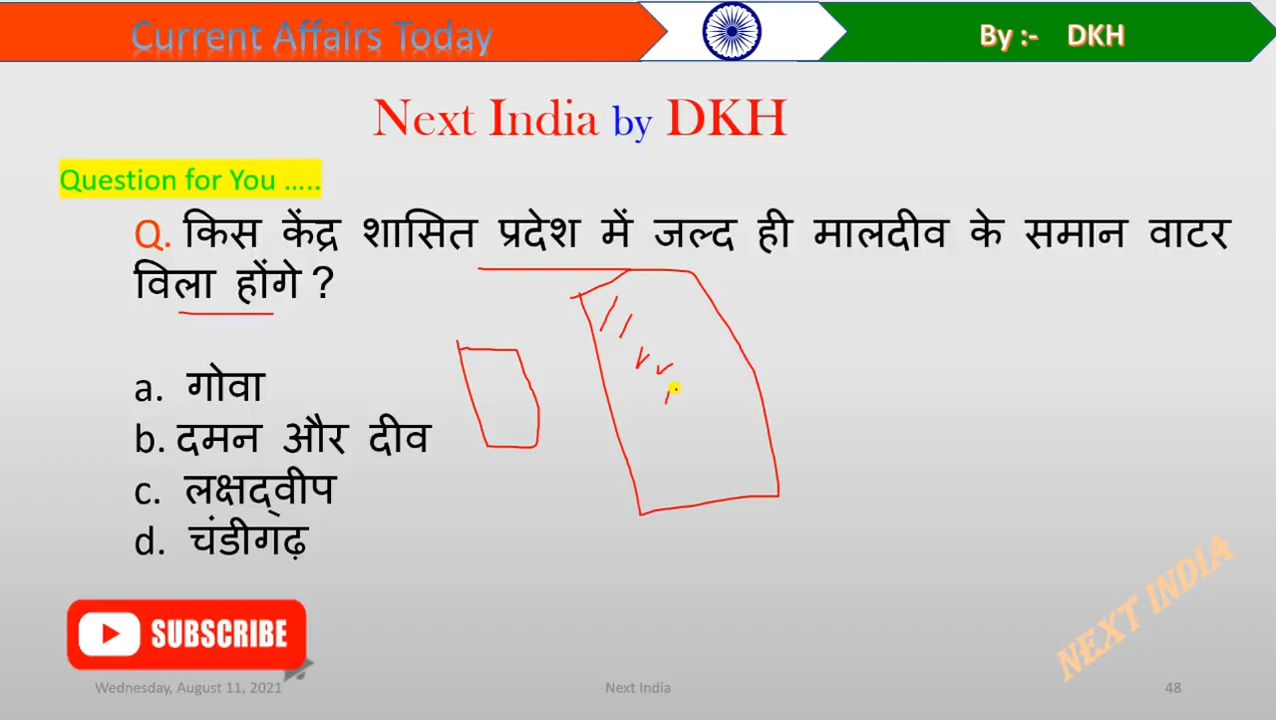 Current Affairs Today
By :- DKH
Next India by DKH
Question for You .....
Q. किस केंद्र शासित प्रदेश में जल्द ही मालदीव के समान वाटर
विला होंगे ?
a. गोवा
b. दमन और दीव
c. लक्षद्वीप
d. चंडीगढ़
SUBSCRIBE
NEXT INDIA
Wednesday, August 11, 2021
Next India
48